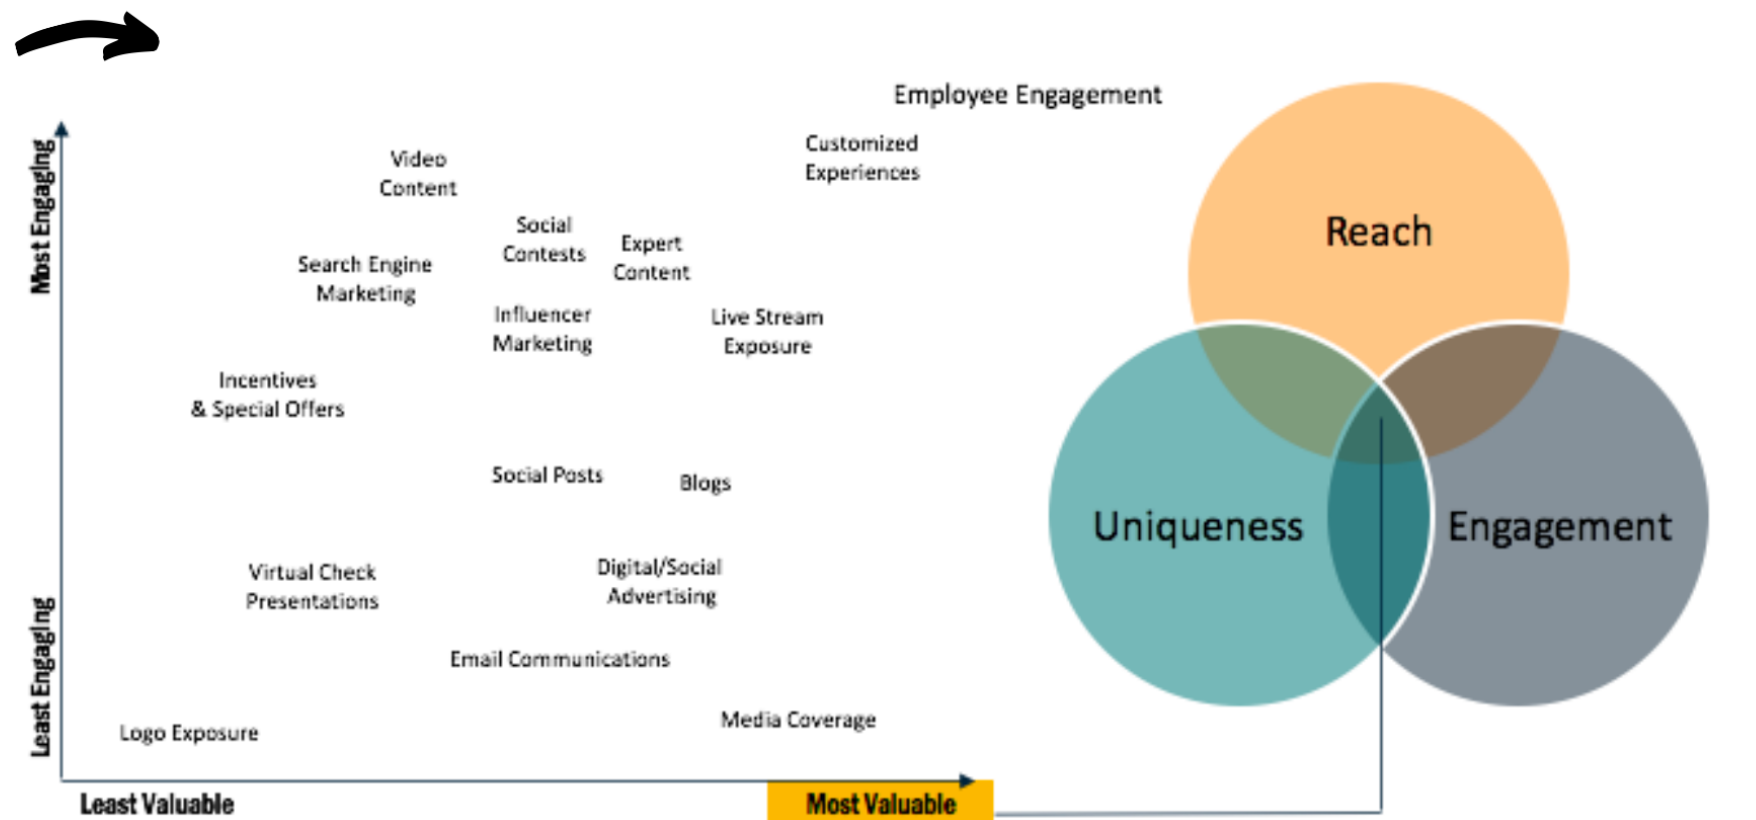 Employee Engagement
Customized
Experiences
Video
Content
Social
Contests
Expert
Content
Search Engine
Marketing
Influencer
Marketing
Live Stream
Exposure
Incentives
& Special Offers
Social Posts
Blogs
Virtual Check
Presentations
Digital/Social
Advertising
Email Communications
Media Coverage
Logo Exposure
Most Engaging
Least Engaging
Least Valuable
Most Valuable
Reach
Uniqueness
Engagement